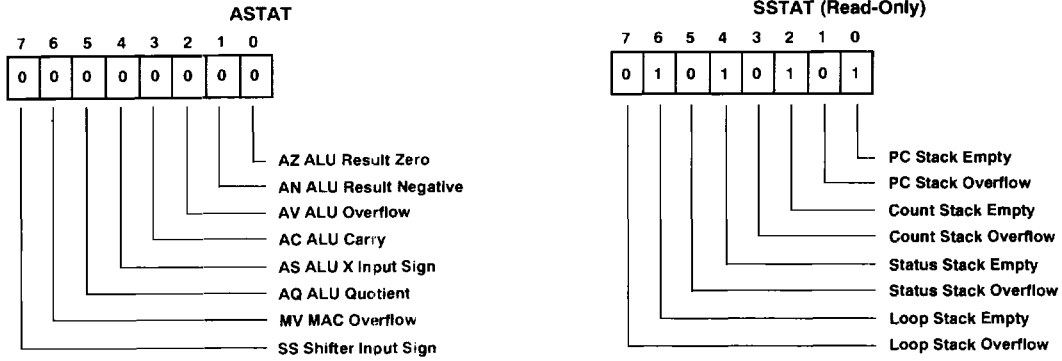 ASTAT
7 6 5 4 3 2 1 0
0 0 0 0 0 0 0 0
AZ ALU Result Zero
AN ALU Result Negative
AV ALU Overflow
AC ALU Carry
AS ALU X Input Sign
AQ ALU Quotient
MV MAC Overflow
SS Shifter Input Sign
SSTAT (Read-Only)
7 6 5 4 3 2 1 0
0 1 0 1 0 1 0 1
PC Stack Empty
PC Stack Overflow
Count Stack Empty
Count Stack Overflow
Status Stack Empty
Status Stack Overflow
Loop Stack Empty
Loop Stack Overflow